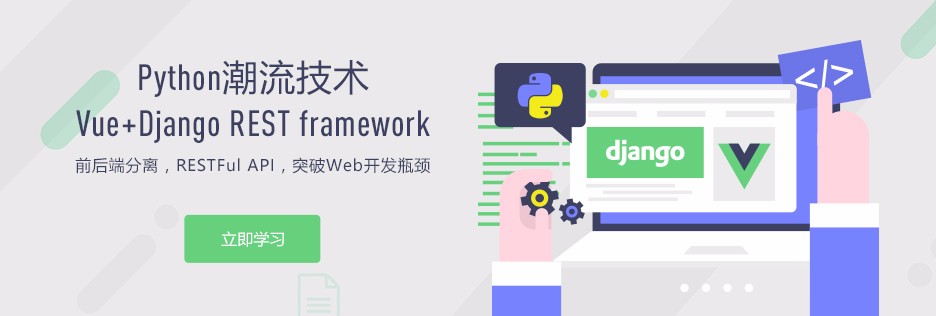 Python潮流技术
Vue+Django REST framework
前后端分离，RESTFul API，突破Web开发瓶颈
立即学习
</>
django